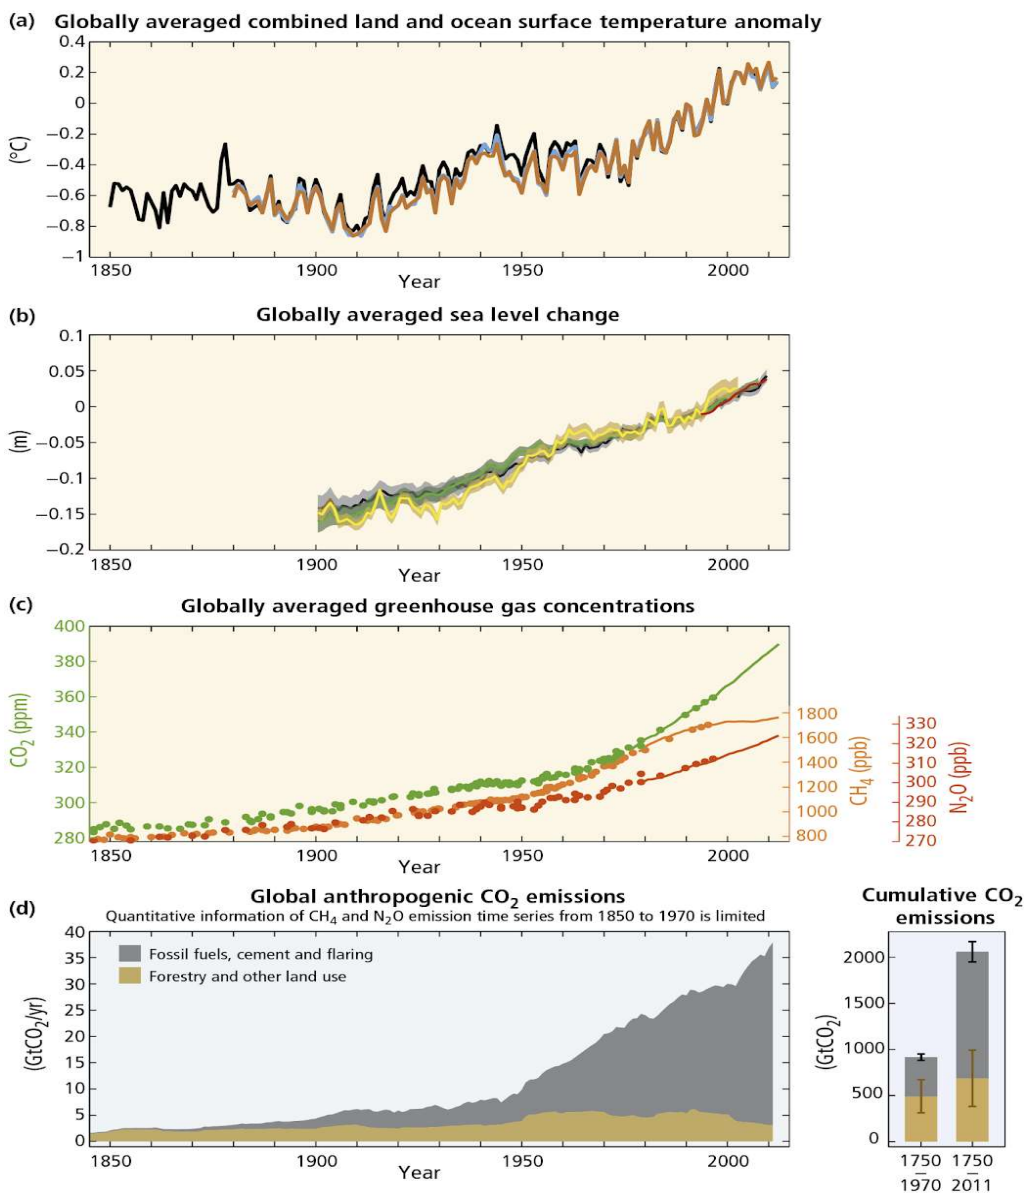 (a) Globally averaged combined land and ocean surface temperature anomaly
0.4
0.2
0
−0.2
−0.4
−0.6
−0.8
−1
(°C)
1850 1900 1950 2000
Year
(b) Globally averaged sea level change
0.1
0.05
0
−0.05
−0.1
−0.15
−0.2
(m)
1850 1900 1950 2000
Year
(c) Globally averaged greenhouse gas concentrations
400
380
360
340
320
300
280
CO2 (ppm)
1800
1600
1400
1200
1000
800
CH4 (ppb)
330
320
310
300
290
280
270
N2O (ppb)
1850 1900 1950 2000
Year
(d) Global anthropogenic CO2 emissions
Quantitative information of CH4 and N2O emission time series from 1850 to 1970 is limited
40
35
30
25
20
15
10
5
0
(GtCO2/yr)
Fossil fuels, cement and flaring
Forestry and other land use
1850 1900 1950 2000
Year
Cumulative CO2
emissions
2000
1500
1000
500
0
(GtCO2)
1750 1750
– –
1970 2011